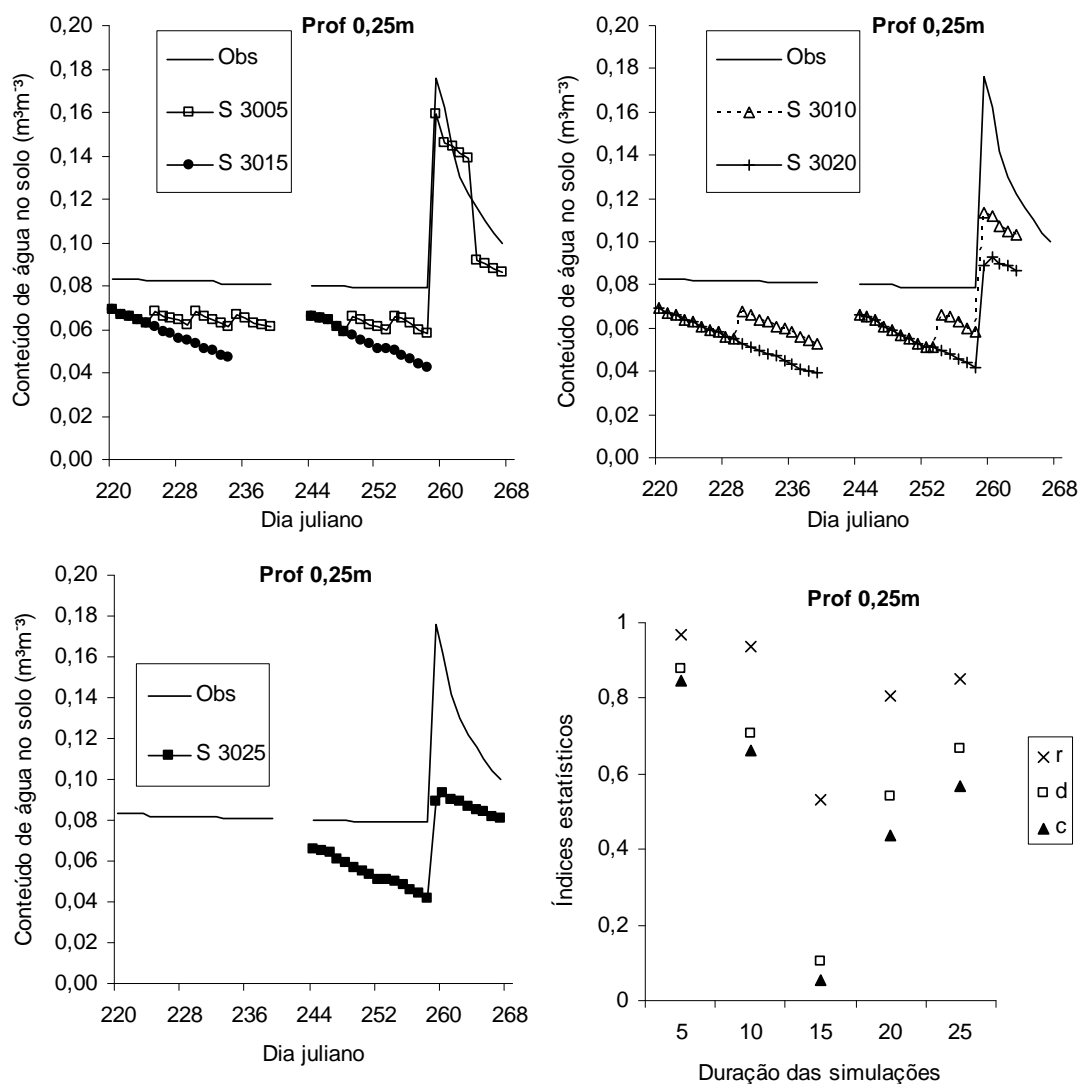 Prof 0,25m
Conteúdo de água no solo (m³m⁻³)
0,20
0,18
0,16
0,14
0,12
0,10
0,08
0,06
0,04
0,02
0,00
Obs
S 3005
S 3015
220 228 236 244 252 260 268
Dia juliano
Prof 0,25m
Conteúdo de água no solo (m³m⁻³)
0,20
0,18
0,16
0,14
0,12
0,10
0,08
0,06
0,04
0,02
0,00
Obs
S 3010
S 3020
220 228 236 244 252 260 268
Dia juliano
Prof 0,25m
Conteúdo de água no solo (m³m⁻³)
0,20
0,18
0,16
0,14
0,12
0,10
0,08
0,06
0,04
0,02
0,00
Obs
S 3025
220 228 236 244 252 260 268
Dia juliano
Prof 0,25m
Índices estatísticos
1
0,8
0,6
0,4
0,2
0
r
d
c
5 10 15 20 25
Duração das simulações